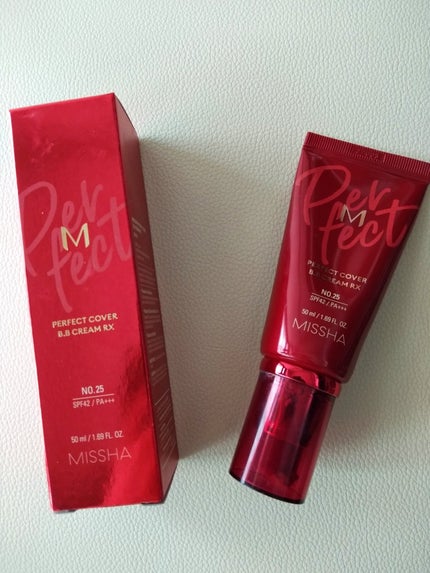 Per
M
fect
PERFECT COVER
B.B CREAM RX
NO.25
SPF42 / PA+++
50 ml / 1.69 FL. OZ.
MISSHA
Per
M
fect
PERFECT COVER
B.B CREAM RX
NO.25
SPF42 / PA+++
50 ml / 1.69 FL. OZ.
MISSHA